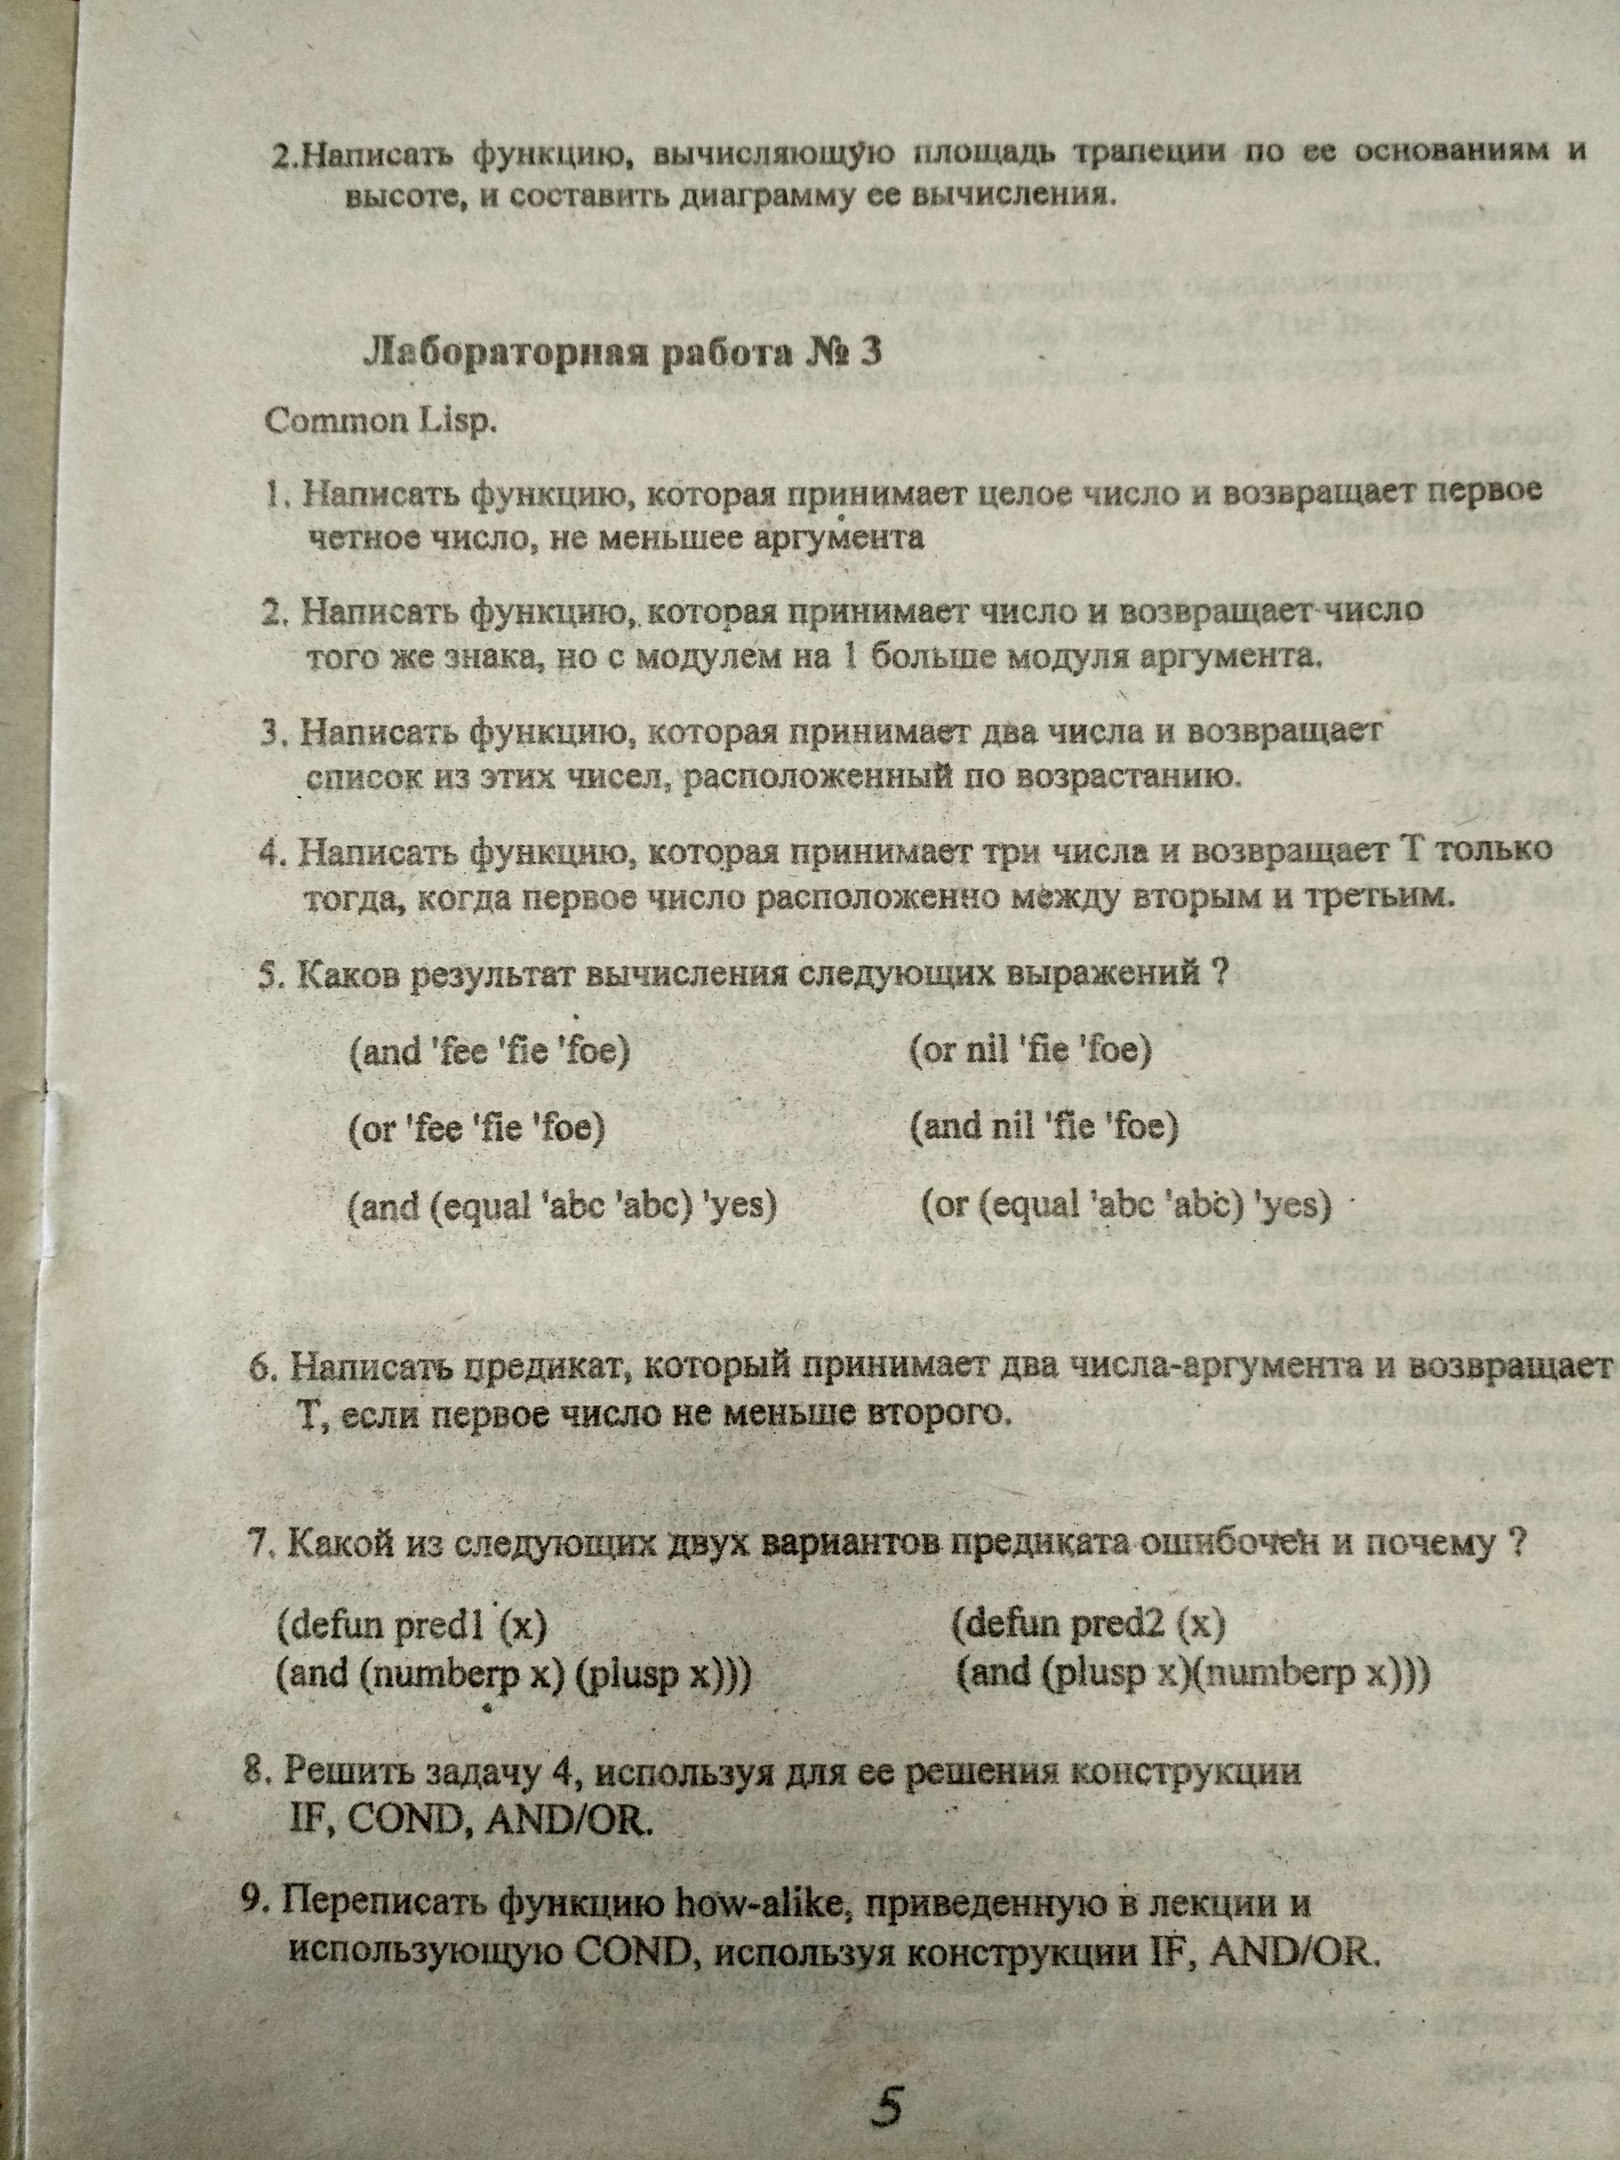 2.Написать функцию, вычисляющую площадь трапеции по ее основаниям и
высоте, и составить диаграмму ее вычисления.
Лабораторная работа № 3
Common Lisp.
1. Написать функцию, которая принимает целое число и возвращает первое
четное число, не меньшее аргумента
2. Написать функцию, которая принимает число и возвращает число
того же знака, но с модулем на 1 больше модуля аргумента.
3. Написать функцию, которая принимает два числа и возвращает
список из этих чисел, расположенный по возрастанию.
4. Написать функцию, которая принимает три числа и возвращает Т только
тогда, когда первое число расположенно между вторым и третьим.
5. Каков результат вычисления следующих выражений ?
(and 'fee 'fie 'foe) (or nil 'fie 'foe)
(or 'fee 'fie 'foe) (and nil 'fie 'foe)
(and (equal 'abc 'abc) 'yes) (or (equal 'abc 'abc) 'yes)
6. Написать предикат, который принимает два числа-аргумента и возвращает
Т, если первое число не меньше второго.
7. Какой из следующих двух вариантов предиката ошибочен и почему ?
(defun pred1 (x) (defun pred2 (x)
(and (numberp x) (plusp x))) (and (plusp x)(numberp x)))
8. Решить задачу 4, используя для ее решения конструкции
IF, COND, AND/OR.
9. Переписать функцию how-alike, приведенную в лекции и
использующую COND, используя конструкции IF, AND/OR.
5